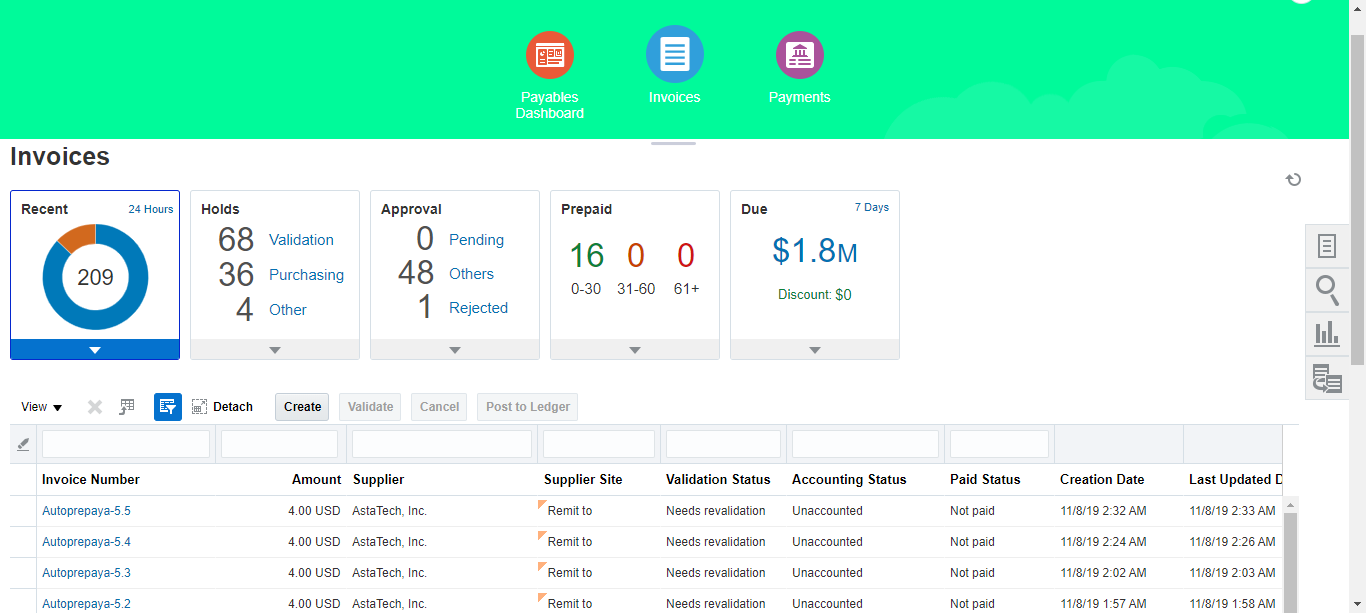 Payables Dashboard
Invoices
Payments
Invoices
Recent
24 Hours
209
Holds
68 Validation
36 Purchasing
4 Other
Approval
0 Pending
48 Others
1 Rejected
Prepaid
16 0 0
0-30 31-60 61+
Due
7 Days
$1.8M
Discount: $0
View Detach Create Validate Cancel Post to Ledger
Invoice Number Amount Supplier Supplier Site Validation Status Accounting Status Paid Status Creation Date Last Updated D
Autoprepaya-5.5 4.00 USD AstaTech, Inc. Remit to Needs revalidation Unaccounted Not paid 11/8/19 2:32 AM 11/8/19 2:33 AM
Autoprepaya-5.4 4.00 USD AstaTech, Inc. Remit to Needs revalidation Unaccounted Not paid 11/8/19 2:24 AM 11/8/19 2:26 AM
Autoprepaya-5.3 4.00 USD AstaTech, Inc. Remit to Needs revalidation Unaccounted Not paid 11/8/19 2:02 AM 11/8/19 2:03 AM
Autoprepaya-5.2 4.00 USD AstaTech, Inc. Remit to Needs revalidation Unaccounted Not paid 11/8/19 1:57 AM 11/8/19 1:58 AM